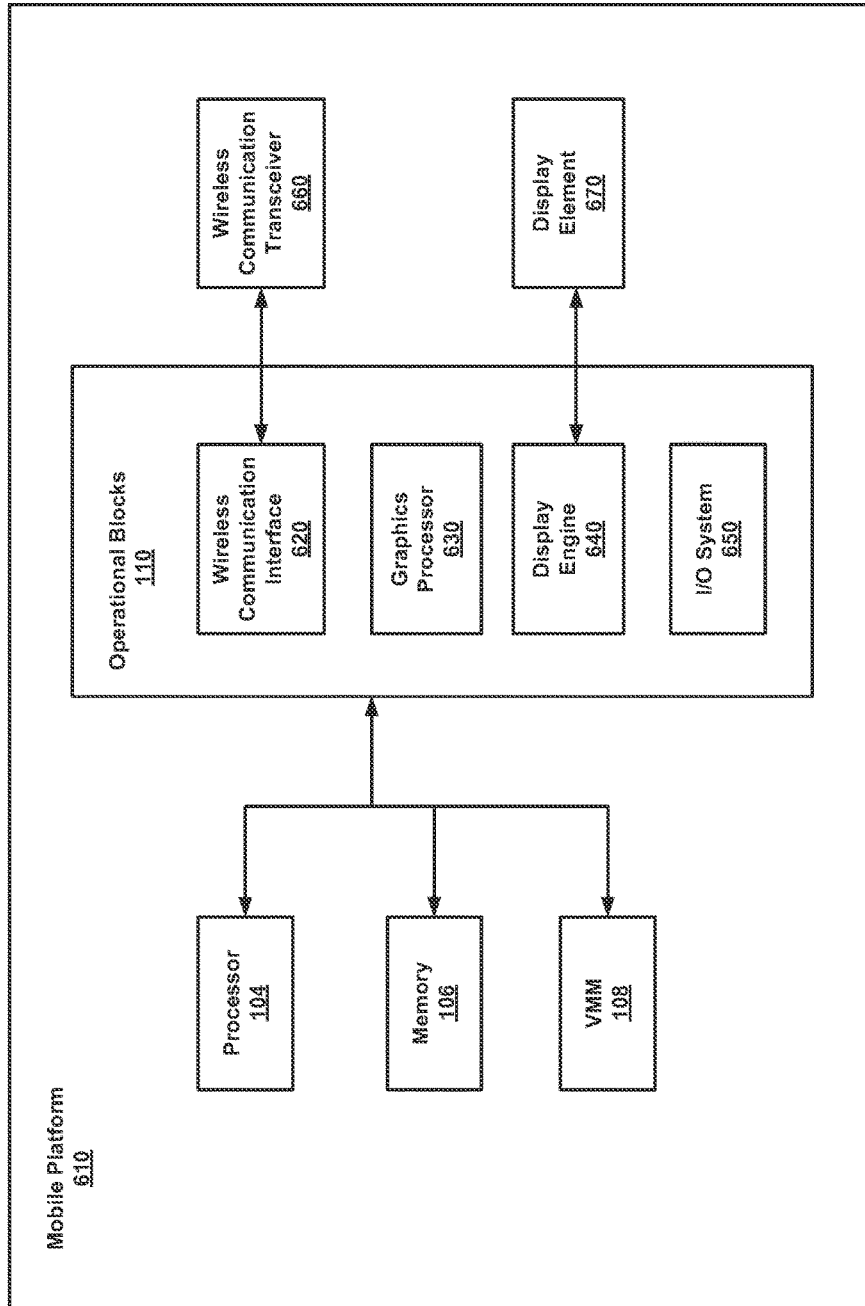 Mobile Platform
610
Processor
104
Memory
106
VMM
108
Operational Blocks
110
Wireless
Communication
Interface
620
Graphics
Processor
630
Display
Engine
640
I/O System
650
Wireless
Communication
Transceiver
660
Display
Element
670